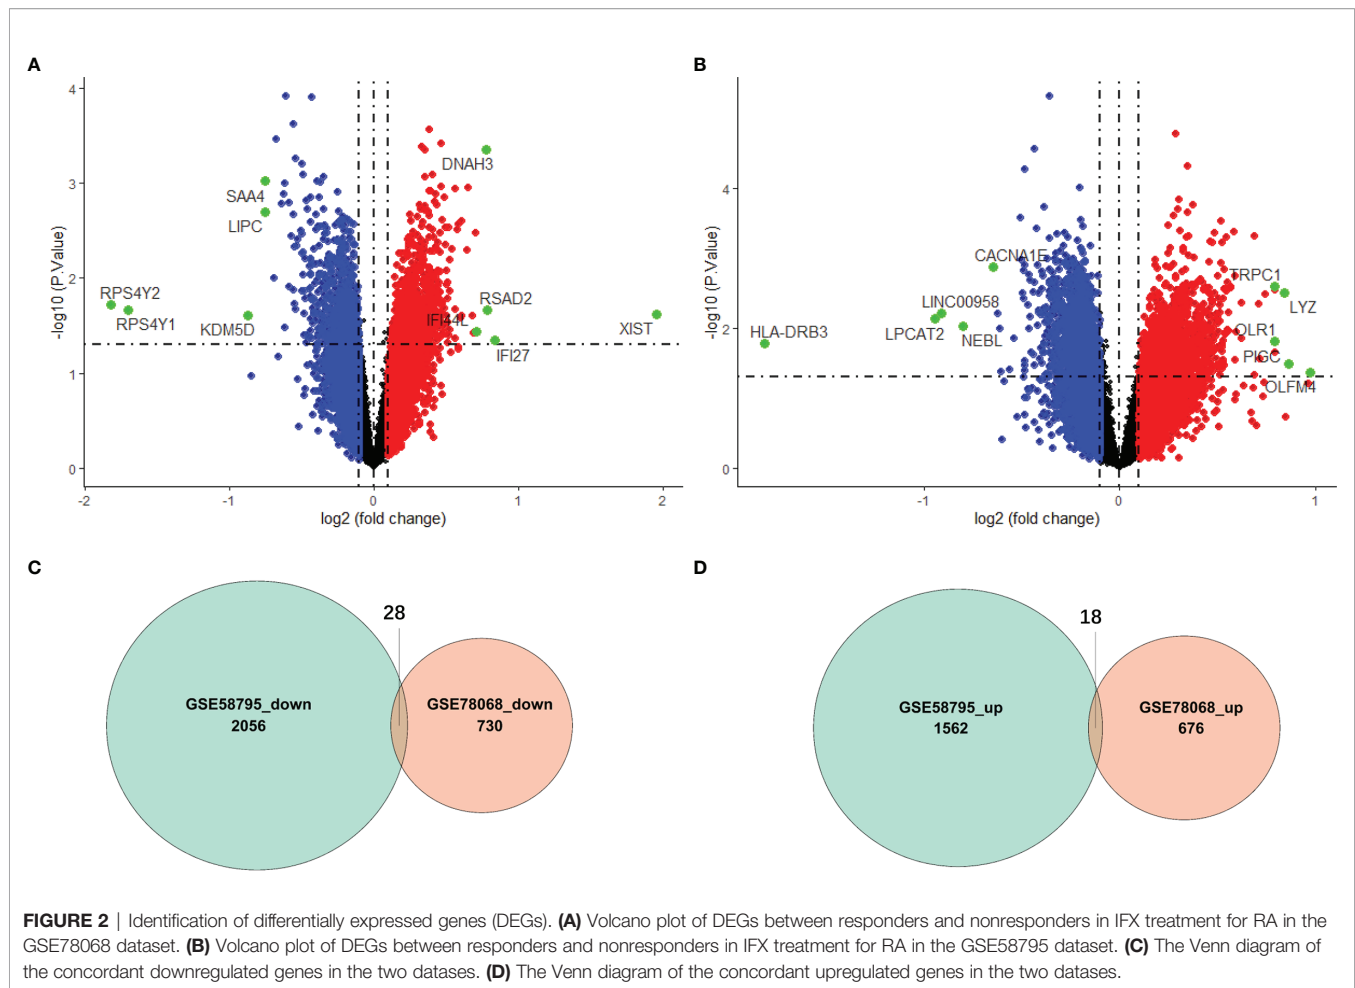 A
B
4
3
2
1
0
-log10 (P.Value)
DNAH3
SAA4
LIPC
RPS4Y2
RPS4Y1
KDM5D
RSAD2
IFI44L
XIST
IFI27
-2
-1
0
1
2
log2 (fold change)
4
2
0
-log10 (P.Value)
CACNA1E
TRPC1
LINC00958
LYZ
LPCAT2
NEBL
HLA-DRB3
OLR1
PIGC
OLFM4
-1
0
1
log2 (fold change)
C
D
28
GSE58795_down
2056
GSE78068_down
730
18
GSE58795_up
1562
GSE78068_up
676
FIGURE 2 | Identification of differentially expressed genes (DEGs). (A) Volcano plot of DEGs between responders and nonresponders in IFX treatment for RA in the
GSE78068 dataset. (B) Volcano plot of DEGs between responders and nonresponders in IFX treatment for RA in the GSE58795 dataset. (C) The Venn diagram of
the concordant downregulated genes in the two datases. (D) The Venn diagram of the concordant upregulated genes in the two datases.